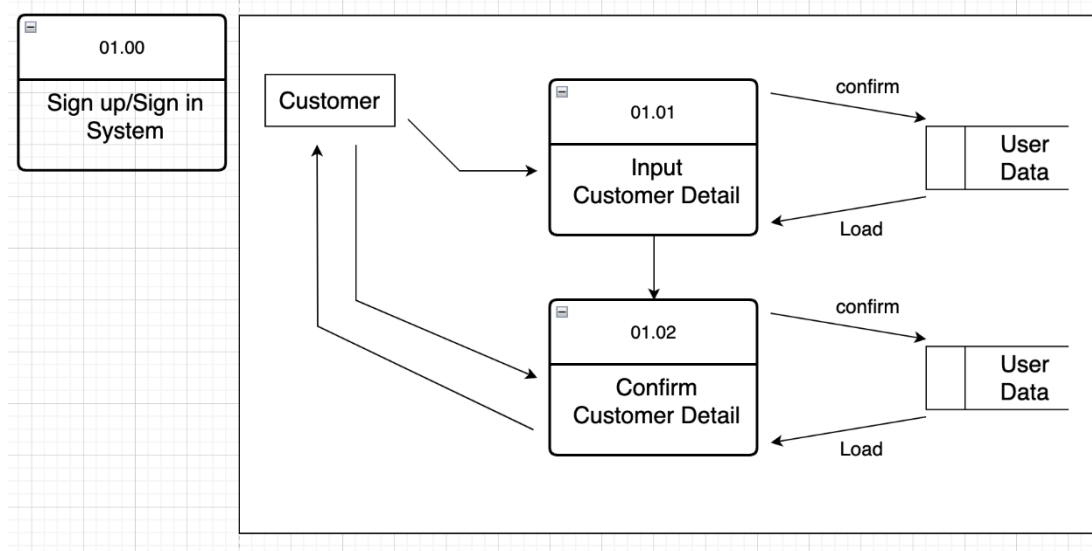 01.00
Sign up/Sign in
System
Customer
01.01
Input
Customer Detail
confirm
User
Data
Load
01.02
Confirm
Customer Detail
confirm
User
Data
Load